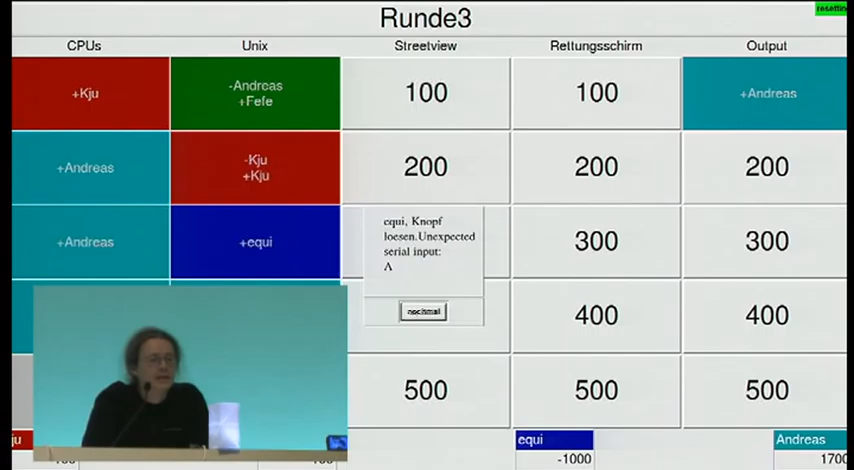 Runde3
resettin
CPUs Unix Streetview Rettungsschirm Output
+Kju
-Andreas
+Fefe
100
100
+Andreas
+Andreas
-Kju
+Kju
200
200
200
+Andreas
+equi
equi, Knopf
loesen.Unexpected
serial input:
A
nochmal
300
300
400
400
500
500
500
ju
equi
-1000
Andreas
1700